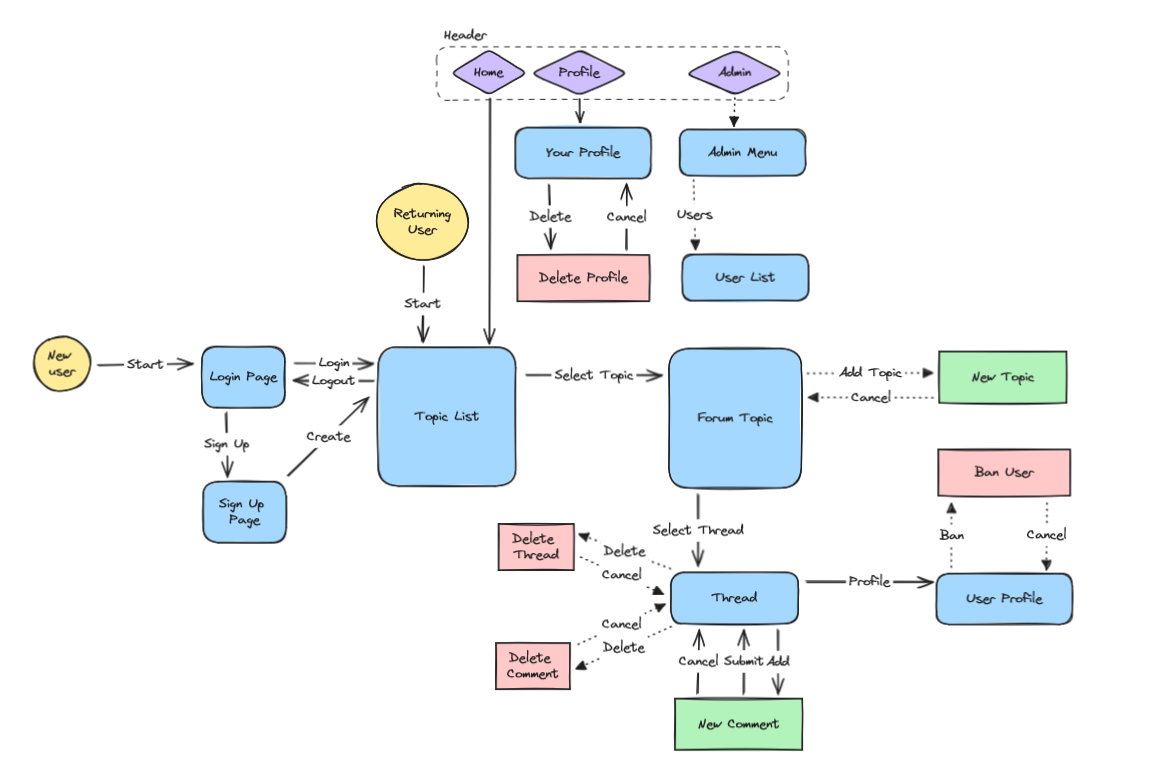 Header
Home
Profile
Admin
Your Profile
Admin Menu
Returning
User
Delete
Cancel
Users
Delete Profile
User List
Start
New
user
Start
Login Page
Login
Logout
Topic List
Select Topic
Forum Topic
Add Topic
Cancel
New Topic
Sign Up
Create
Sign Up
Page
Ban User
Select Thread
Delete
Thread
Delete
Cancel
Ban
Cancel
Thread
Profile
User Profile
Cancel
Delete
Delete
Comment
Cancel
Submit
Add
New Comment